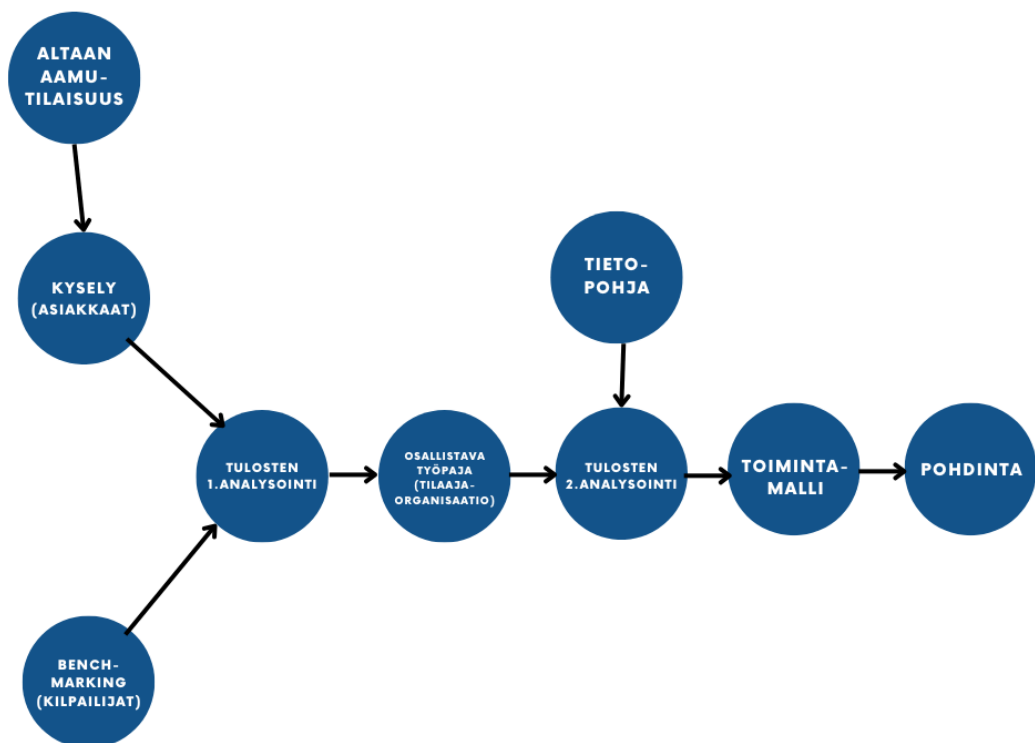 ALTAAN
AAMU-
TILAISUUS
KYSELY
(ASIAKKAAT)
TIETO-
POHJA
TULOSTEN
1.ANALYSOINTI
OSALLISTAVA
TYÖPAJA
(TILAAJA-
ORGANISAATIO)
TULOSTEN
2.ANALYSOINTI
TOIMINTA-
MALLI
POHDINTA
BENCH-
MARKING
(KILPAILIJAT)